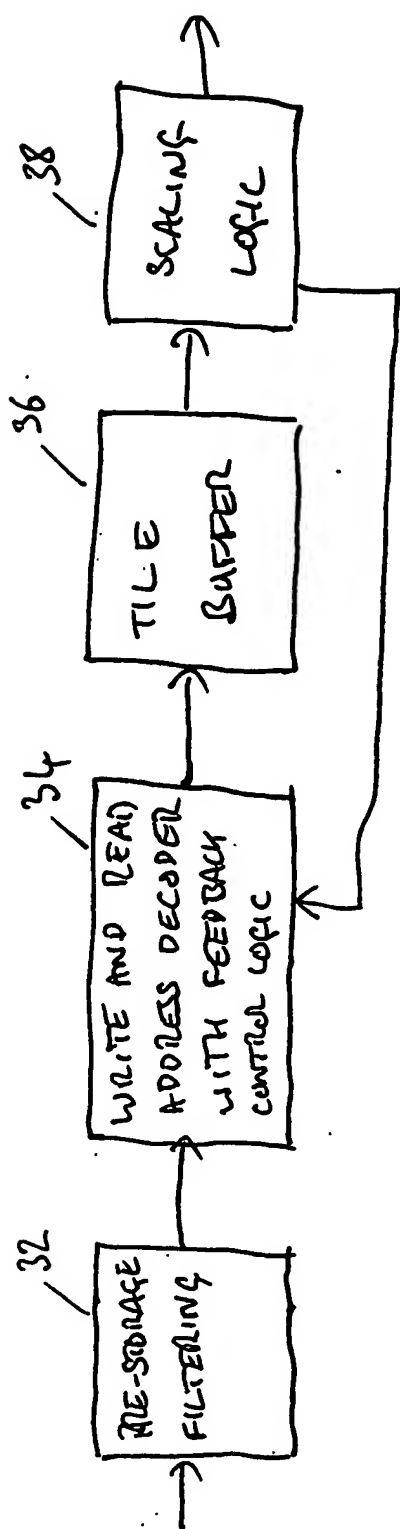 32
PRE-STORAGE
FILTERING
34
WRITE AND READ
ADDRESS DECODER
WITH FEEDBACK
CONTROL LOGIC
36
TILE
BUFFER
38
SCALING
LOGIC